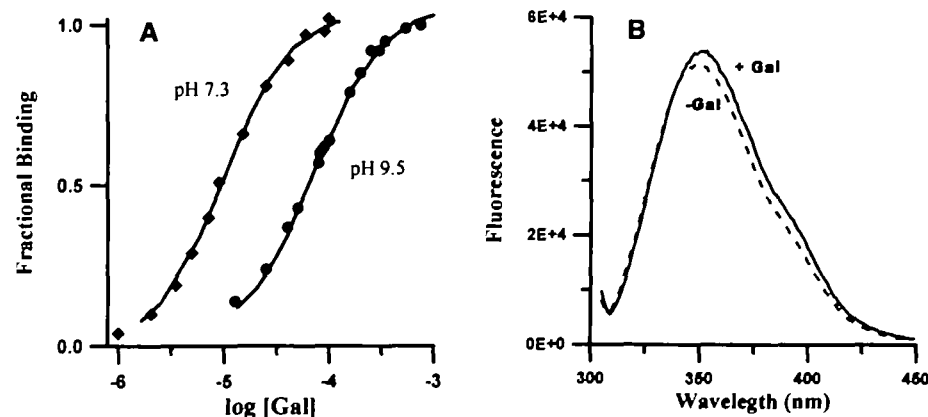 A
1.0
0.5
0.0
Fractional Binding
pH 7.3
pH 9.5
-6
-5
-4
-3
log [Gal]
B
6E+4
4E+4
2E+4
0E+0
Fluorescence
+ Gal
-Gal
300
350
400
450
Wavelegth (nm)